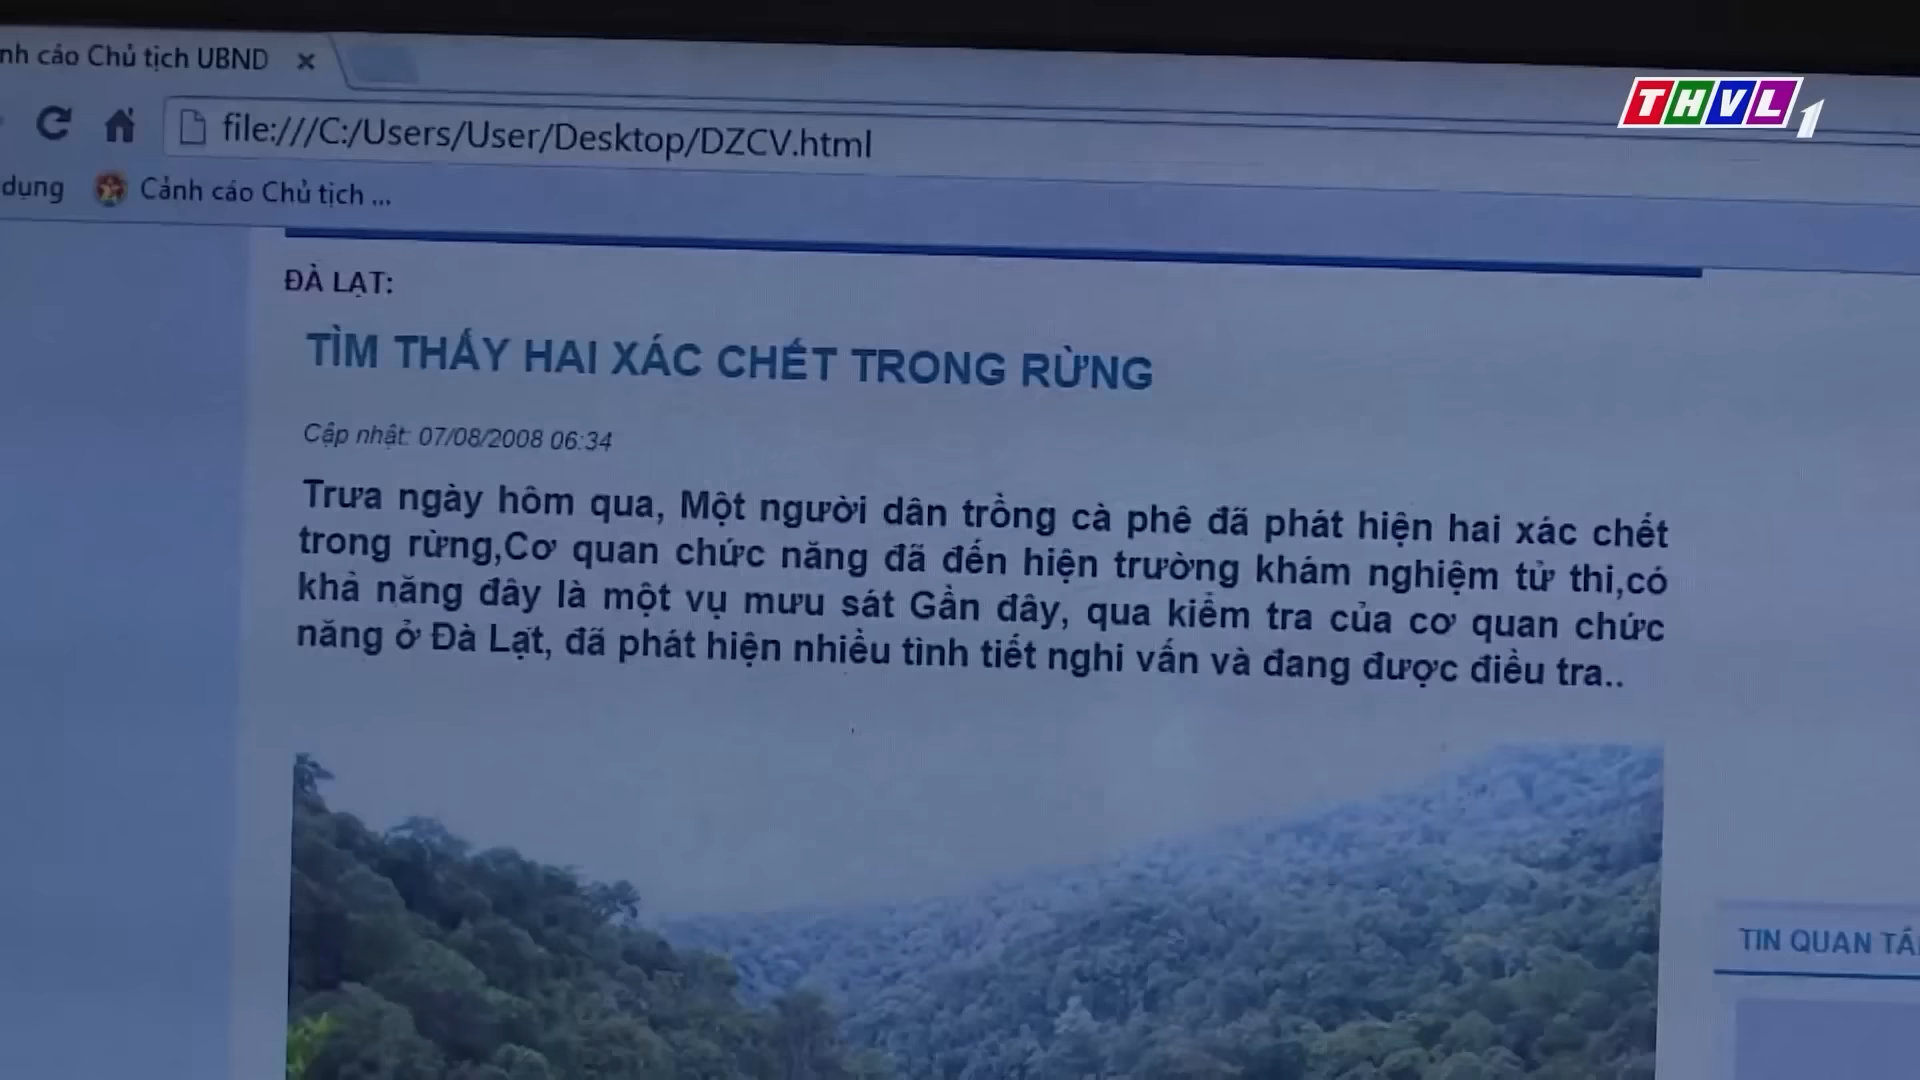 nh cáo Chủ tịch UBND
THVL1
file:///C:/Users/User/Desktop/DZCV.html
dụng
Cảnh cáo Chủ tịch ...
ĐÀ LẠT:
TÌM THẤY HAI XÁC CHẾT TRONG RỪNG
Cập nhật: 07/08/2008 06:34
Trưa ngày hôm qua, Một người dân trồng cà phê đã phát hiện hai xác chết
trong rừng,Cơ quan chức năng đã đến hiện trường khám nghiệm tử thi,có
khả năng đây là một vụ mưu sát Gần đây, qua kiểm tra của cơ quan chức
năng ở Đà Lạt, đã phát hiện nhiều tình tiết nghi vấn và đang được điều tra..
TIN QUAN TÂ